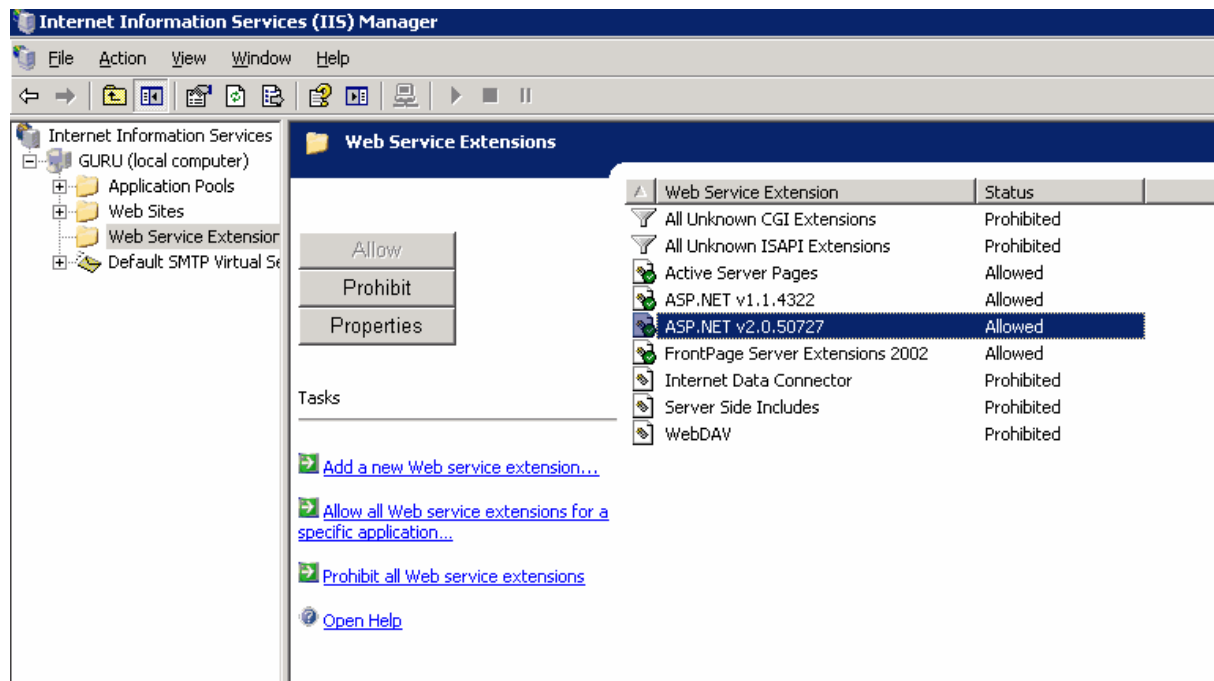 Internet Information Services (IIS) Manager
File Action View Window Help
Internet Information Services
GURU (local computer)
Application Pools
Web Sites
Web Service Extension
Default SMTP Virtual Se
Web Service Extensions
Allow
Prohibit
Properties
Tasks
Add a new Web service extension...
Allow all Web service extensions for a
specific application...
Prohibit all Web service extensions
Open Help
Web Service Extension Status
All Unknown CGI Extensions Prohibited
All Unknown ISAPI Extensions Prohibited
Active Server Pages Allowed
ASP.NET v1.1.4322 Allowed
ASP.NET v2.0.50727 Allowed
FrontPage Server Extensions 2002 Allowed
Internet Data Connector Prohibited
Server Side Includes Prohibited
WebDAV Prohibited